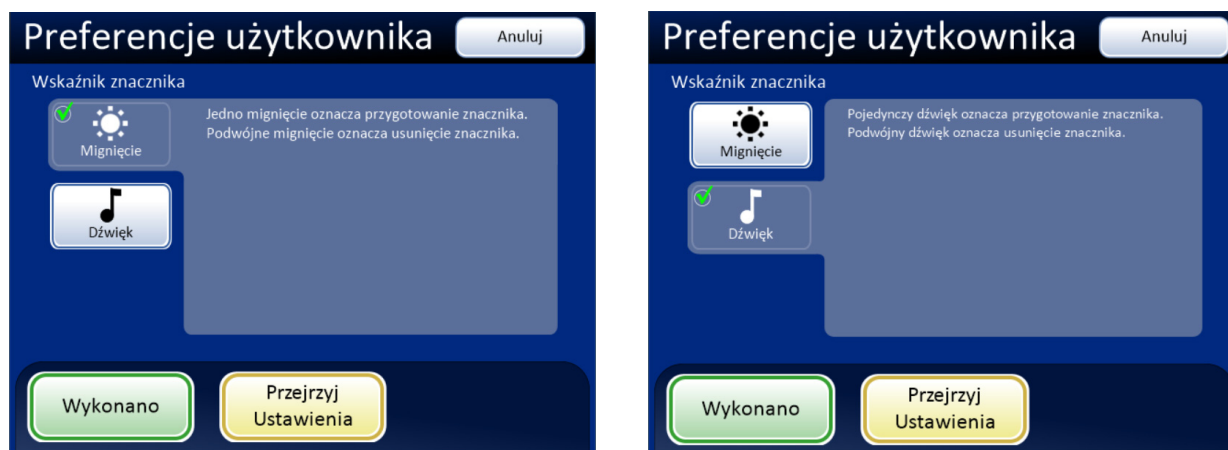 Preferencje użytkownika
Anuluj
Wskaźnik znacznika
Mignięcie
Jedno mignięcie oznacza przygotowanie znacznika.
Podwójne mignięcie oznacza usunięcie znacznika.
Dźwięk
Wykonano
Przejrzyj
Ustawienia
Preferencje użytkownika
Anuluj
Wskaźnik znacznika
Mignięcie
Pojedynczy dźwięk oznacza przygotowanie znacznika.
Podwójny dźwięk oznacza usunięcie znacznika.
Dźwięk
Wykonano
Przejrzyj
Ustawienia